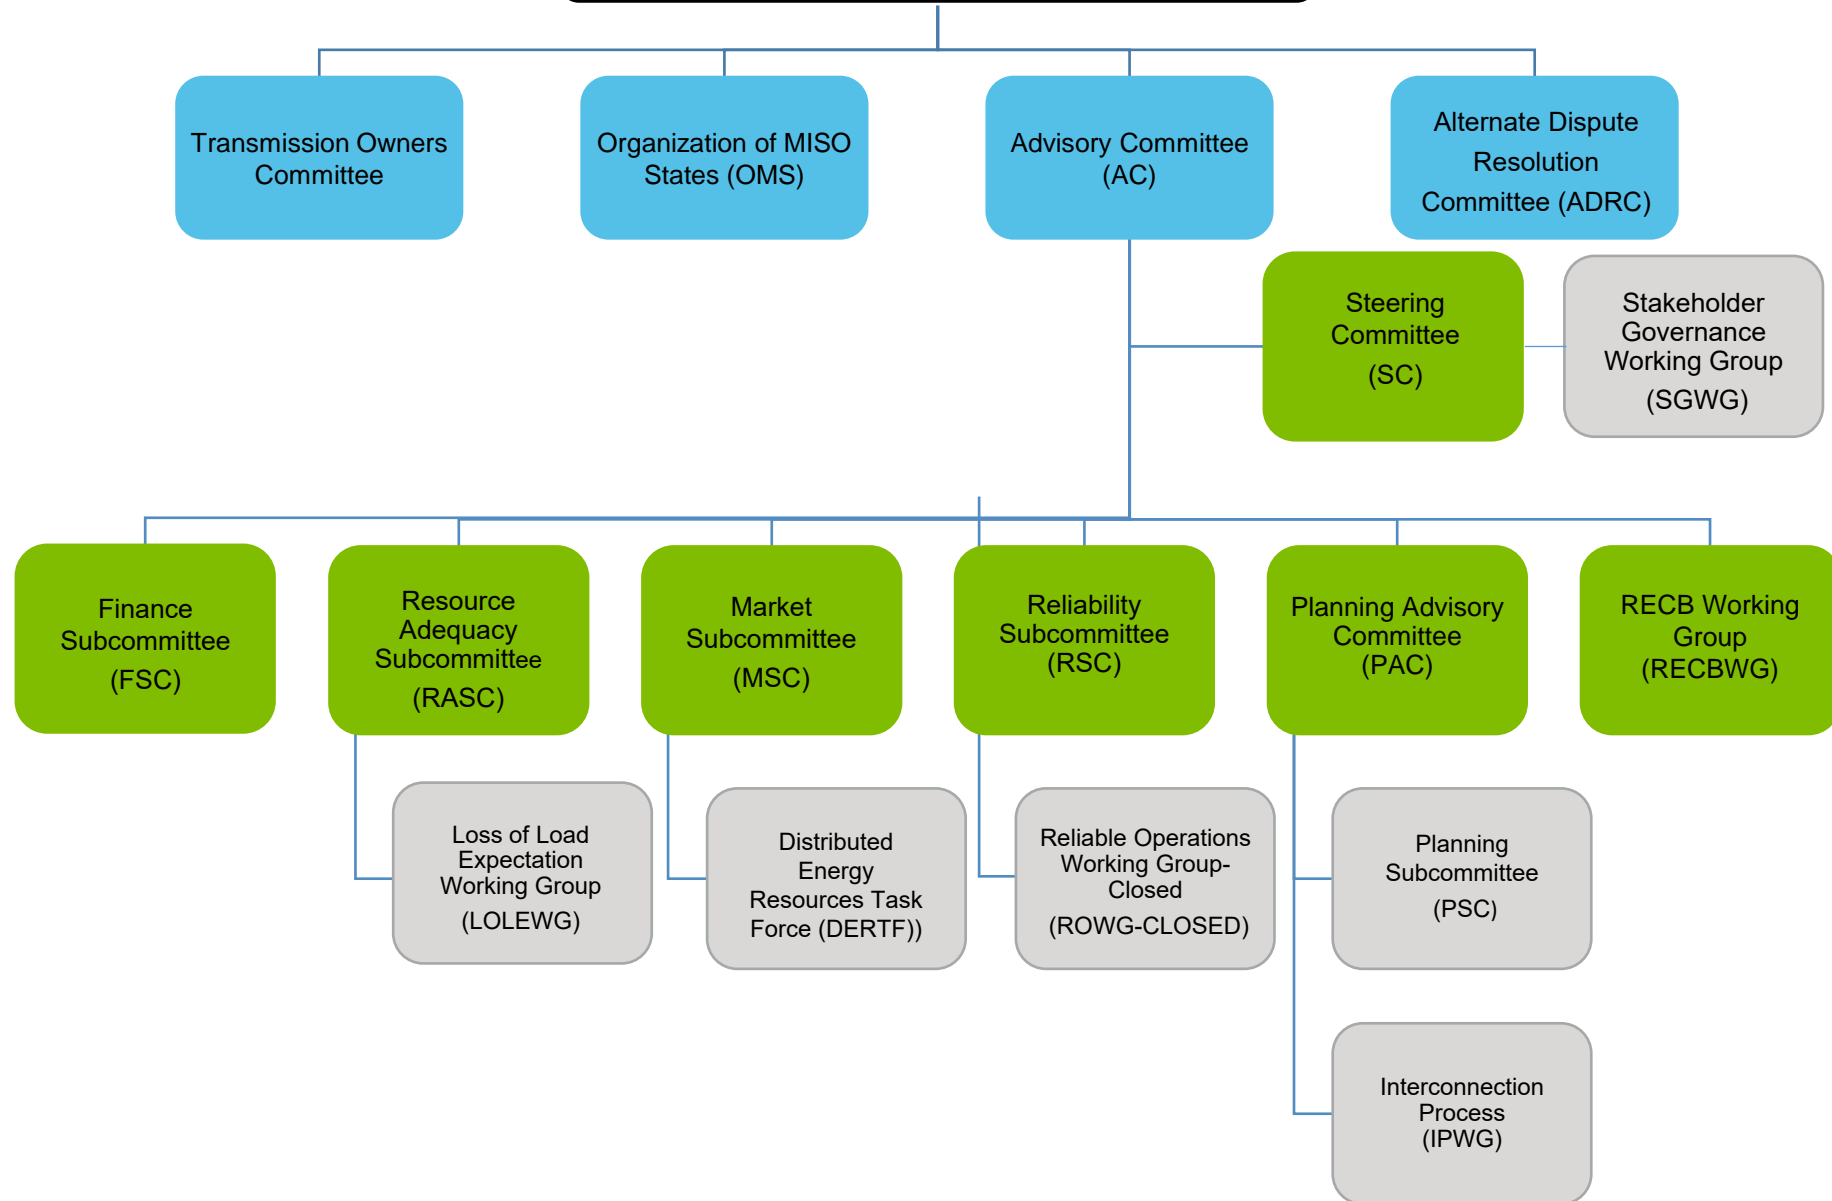 Transmission Owners
Committee
Organization of MISO
States (OMS)
Advisory Committee
(AC)
Alternate Dispute
Resolution
Committee (ADRC)
Steering
Committee
(SC)
Stakeholder
Governance
Working Group
(SGWG)
Finance
Subcommittee
(FSC)
Resource
Adequacy
Subcommittee
(RASC)
Market
Subcommittee
(MSC)
Reliability
Subcommittee
(RSC)
Planning Advisory
Committee
(PAC)
RECB Working
Group
(RECBWG)
Loss of Load
Expectation
Working Group
(LOLEWG)
Distributed
Energy
Resources Task
Force (DERTF))
Reliable Operations
Working Group-
Closed
(ROWG-CLOSED)
Planning
Subcommittee
(PSC)
Interconnection
Process
(IPWG)